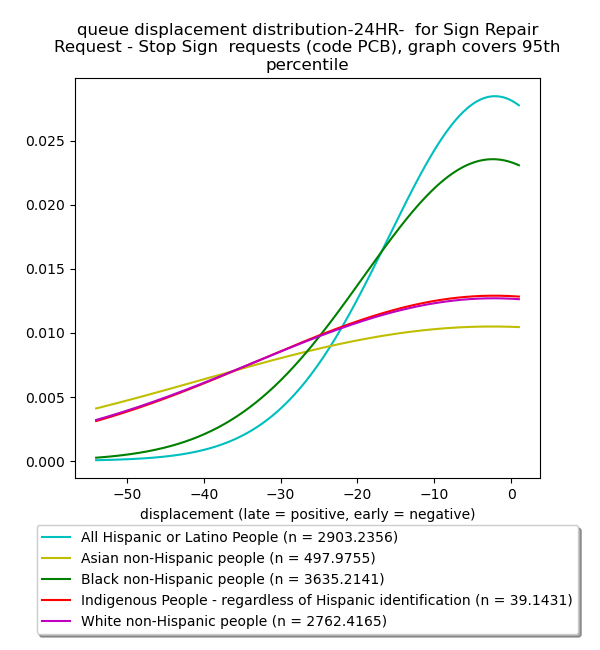 queue displacement distribution-24HR-  for Sign Repair
Request - Stop Sign  requests (code PCB), graph covers 95th
percentile
0.025
0.020
0.015
0.010
0.005
0.000
−50 −40 −30 −20 −10 0
displacement (late = positive, early = negative)
All Hispanic or Latino People (n = 2903.2356)
Asian non-Hispanic people (n = 497.9755)
Black non-Hispanic people (n = 3635.2141)
Indigenous People - regardless of Hispanic identification (n = 39.1431)
White non-Hispanic people (n = 2762.4165)